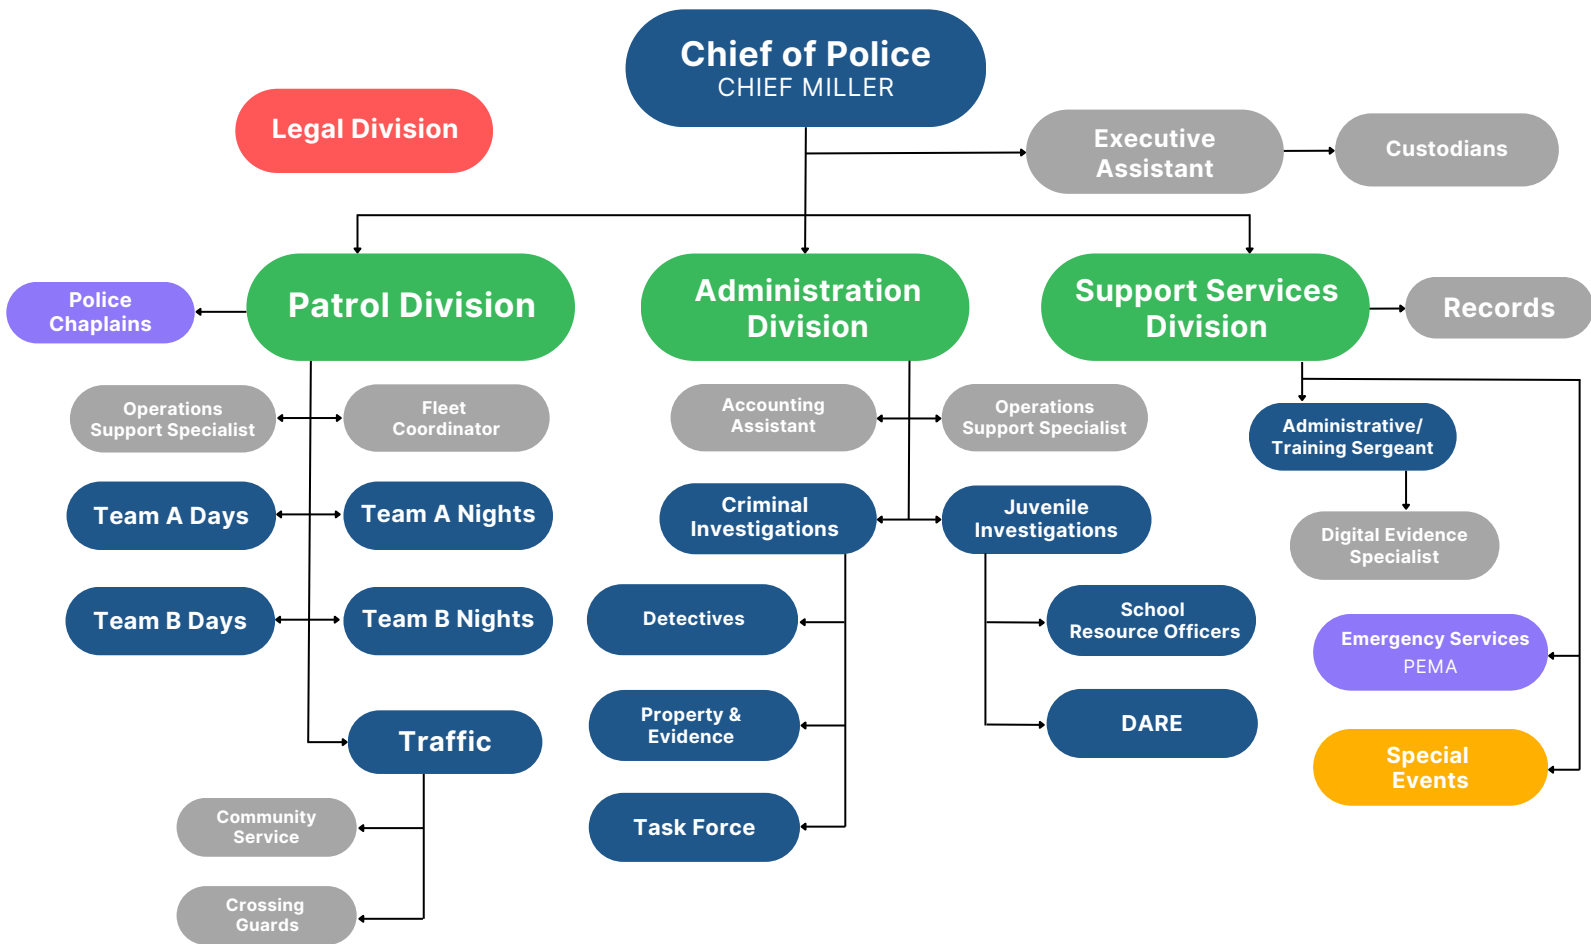 Chief of Police
CHIEF MILLER
Legal Division
Executive
Assistant
Custodians
Patrol Division
Police
Chaplains
Administration
Division
Support Services
Division
Records
Operations
Support Specialist
Fleet
Coordinator
Accounting
Assistant
Operations
Support Specialist
Administrative/
Training Sergeant
Team A Days
Team A Nights
Criminal
Investigations
Juvenile
Investigations
Digital Evidence
Specialist
Team B Days
Team B Nights
Detectives
School
Resource Officers
Emergency Services
PEMA
Traffic
Property &
Evidence
DARE
Special
Events
Community
Service
Task Force
Crossing
Guards